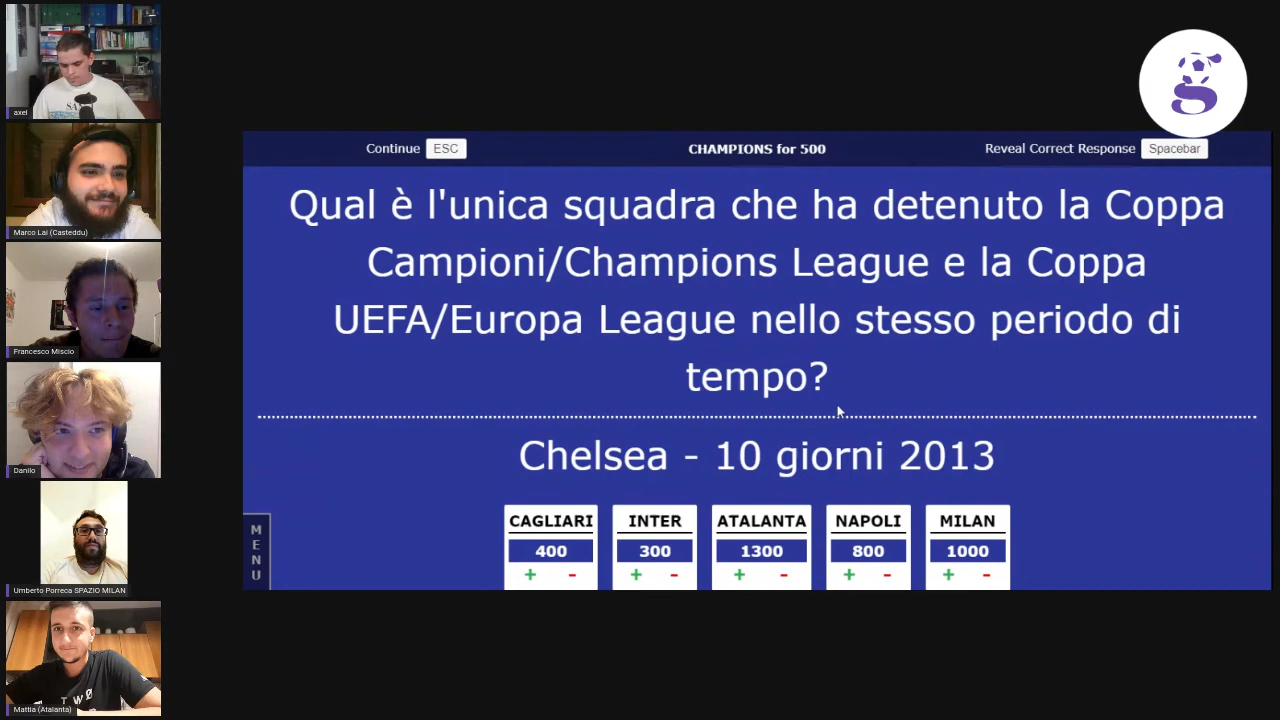 axel
Marco Lai (Casteddu)
Francesco Miscio
Danilo
Umberto Porreca SPAZIO MILAN
Mattia (Atalanta)
Continue ESC
CHAMPIONS for 500
Reveal Correct Response Spacebar
Qual è l'unica squadra che ha detenuto la Coppa
Campioni/Champions League e la Coppa
UEFA/Europa League nello stesso periodo di
tempo?
Chelsea - 10 giorni 2013
MENU
CAGLIARI INTER ATALANTA NAPOLI MILAN
400 300 1300 800 1000
+ - + - + - + - + -